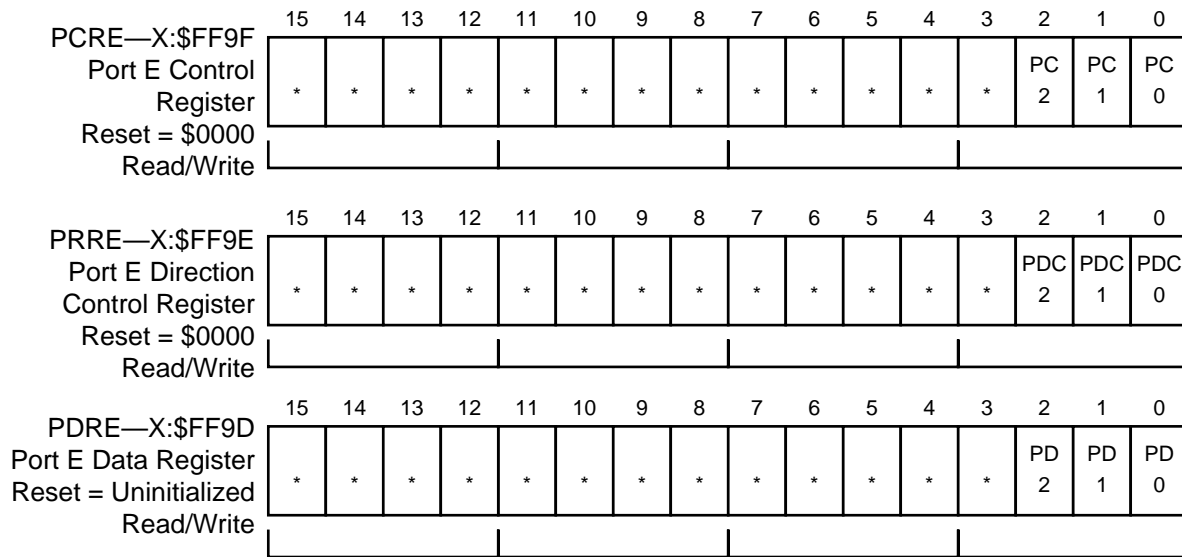 15 14 13 12 11 10 9 8 7 6 5 4 3 2 1 0
PCRE—X:$FF9F
Port E Control
Register
Reset = $0000
Read/Write
* * * * * * * * * * * * * PC 2 PC 1 PC 0
15 14 13 12 11 10 9 8 7 6 5 4 3 2 1 0
PRRE—X:$FF9E
Port E Direction
Control Register
Reset = $0000
Read/Write
* * * * * * * * * * * * * PDC 2 PDC 1 PDC 0
15 14 13 12 11 10 9 8 7 6 5 4 3 2 1 0
PDRE—X:$FF9D
Port E Data Register
Reset = Uninitialized
Read/Write
* * * * * * * * * * * * * PD 2 PD 1 PD 0